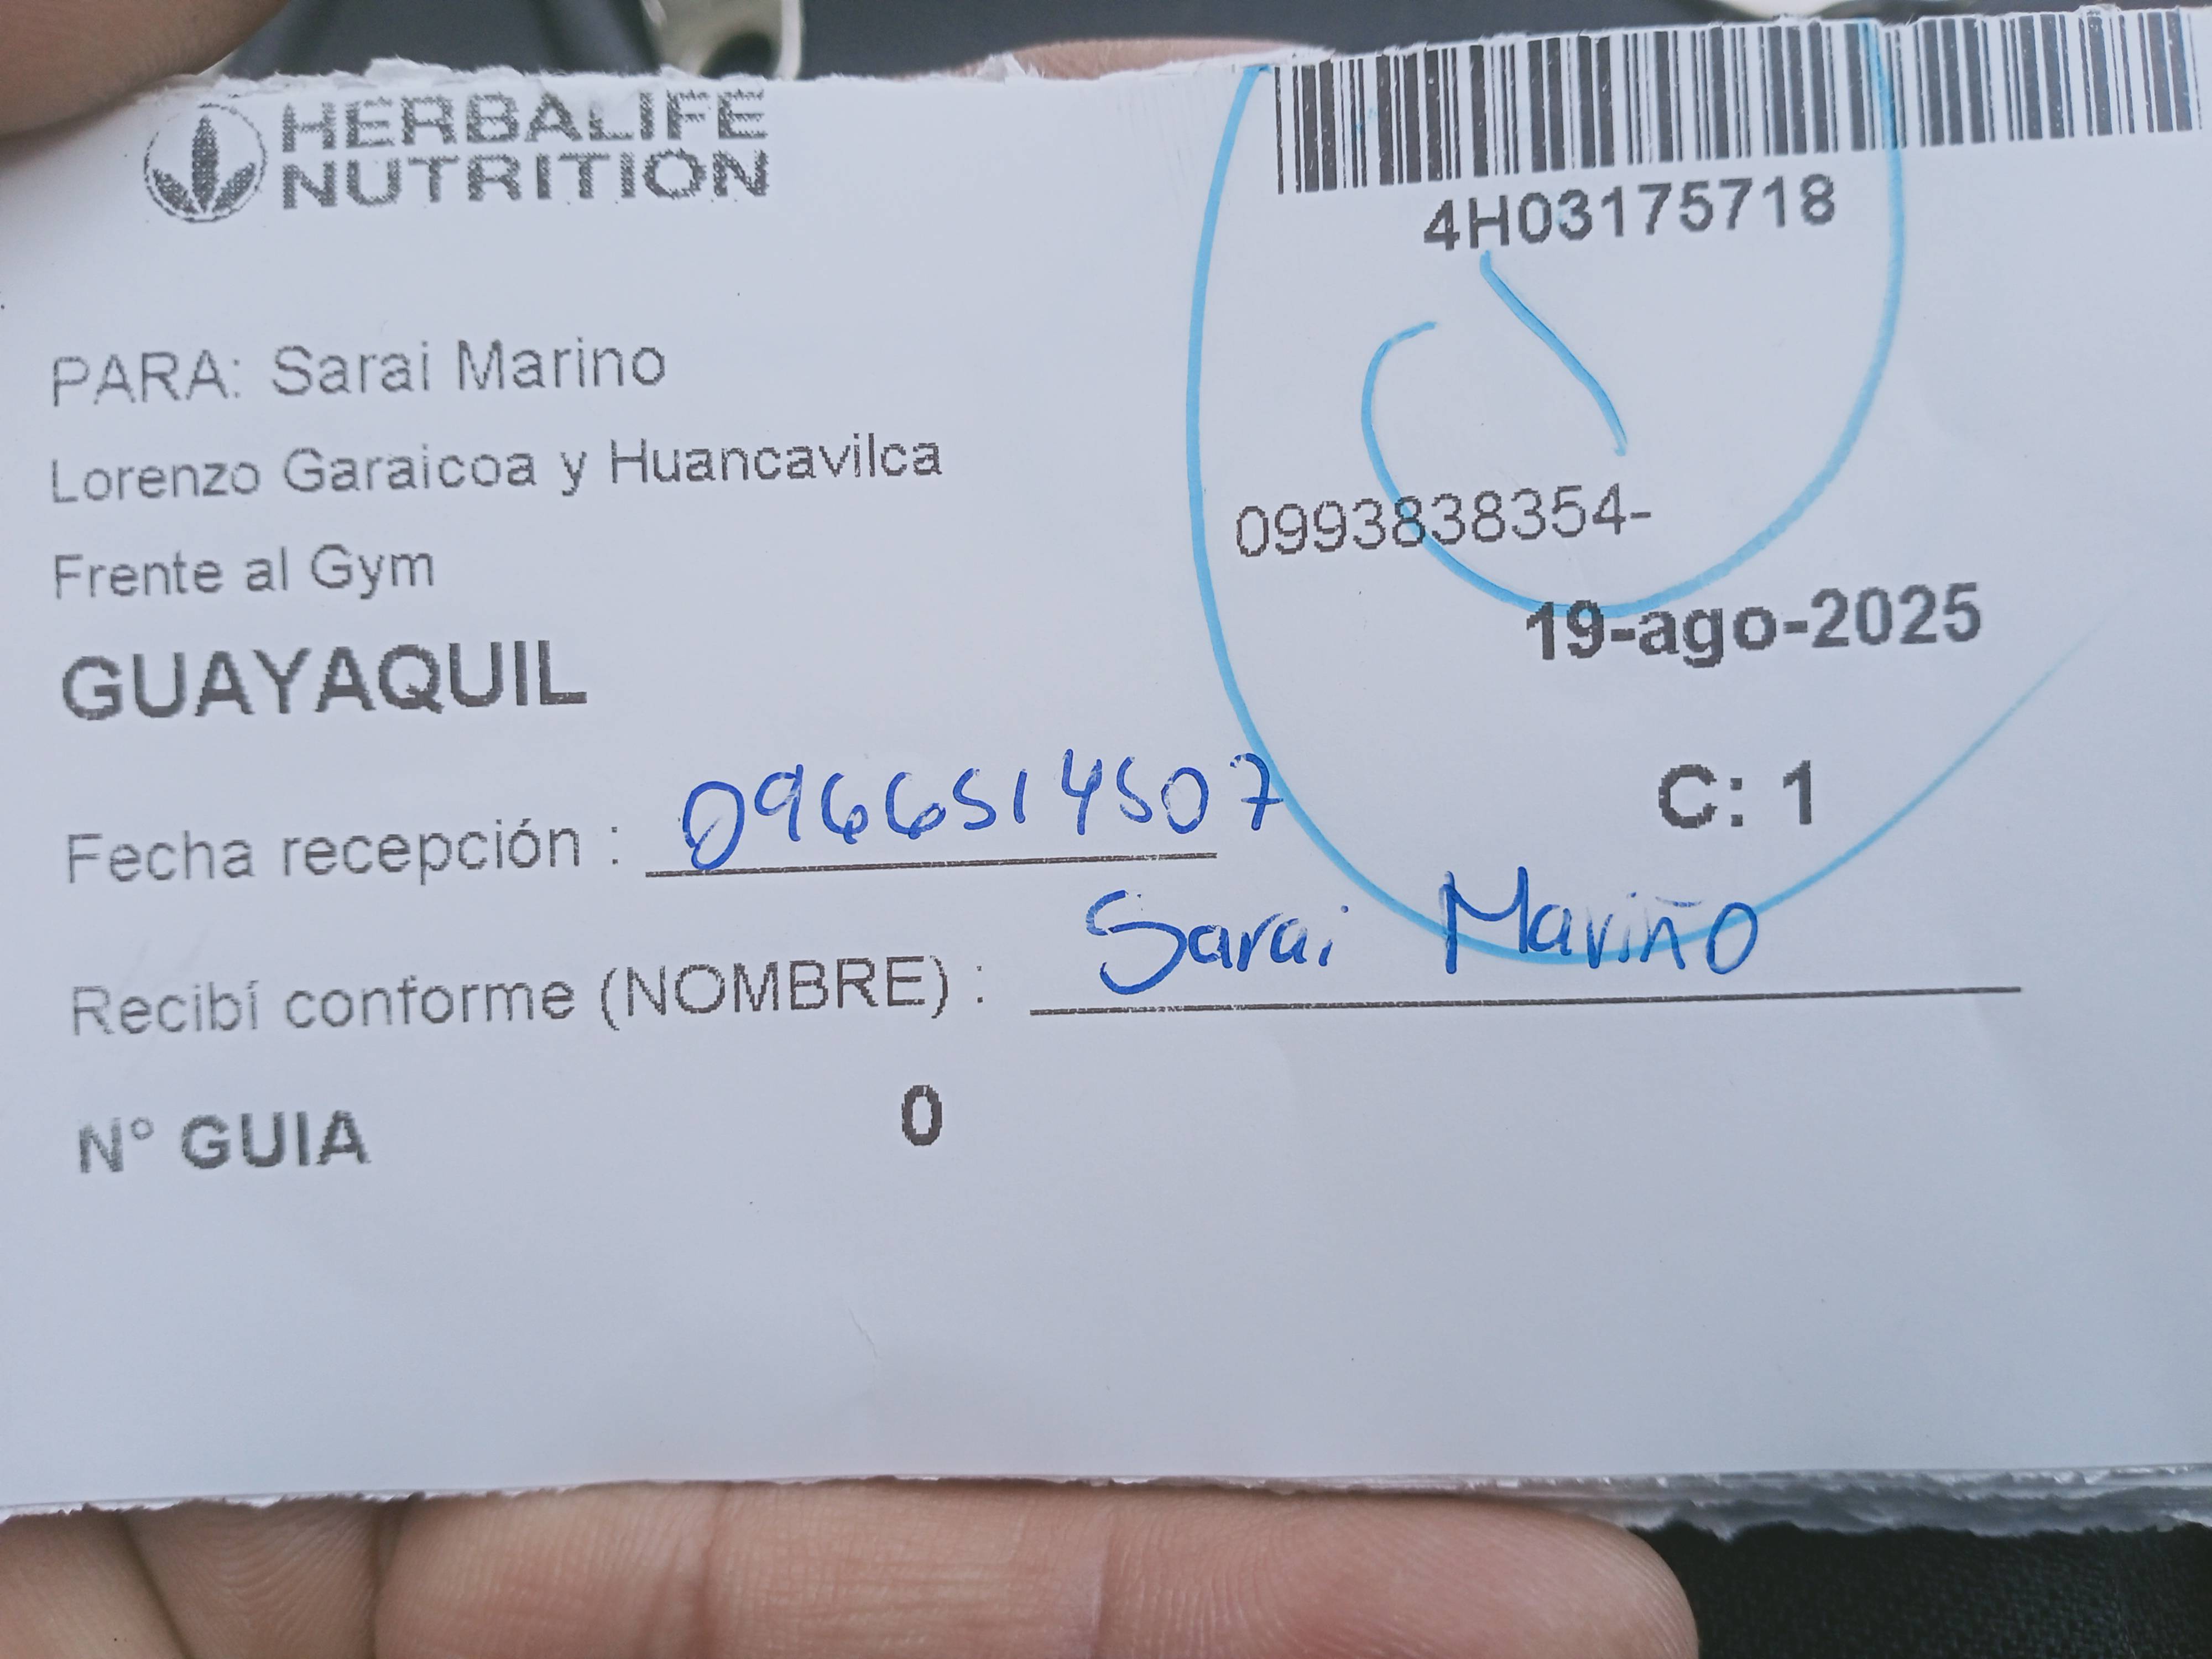 HERBALIFE
NUTRITION
4H03175718
PARA: Sarai Marino
Lorenzo Garaicoa y Huancavilca
0993838354-
Frente al Gym
19-ago-2025
GUAYAQUIL
C: 1
Fecha recepción : 0966514507
Recibí conforme (NOMBRE) : Sarai Mariño
N° GUIA 0